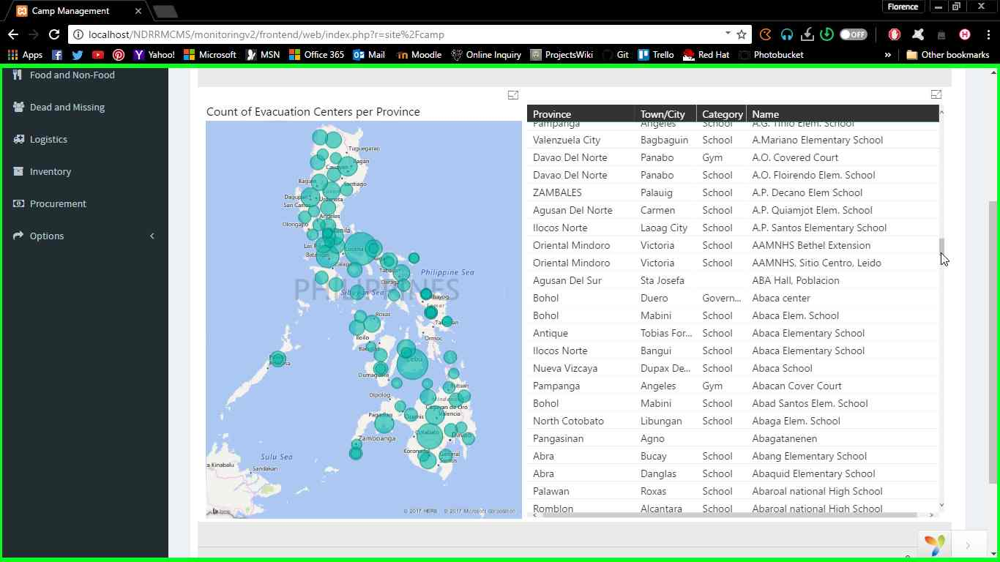 Camp Management
Florence
localhost/NDRRMCMS/monitoringv2/frontend/web/index.php?r=site%2Fcamp
OFF
Apps
Yahoo!
Microsoft
MSN
Office 365
Mail
Moodle
Online Inquiry
ProjectsWiki
Git
Trello
Red Hat
Photobucket
»
Other bookmarks
Food and Non-Food
Dead and Missing
Logistics
Inventory
Procurement
Options
Count of Evacuation Centers per Province
Tuguegarao
Ilagan
Cauayan
Santiago
Baguio
Dagupan
Urdaneta
San Carlos
Angeles
Olongapo
Manila
Las
Batangas
Lucena
Calapan
Naga
Tabaco
Daraga
Philippine Sea
PHILIPPINES
Sibuyan Sea
Roxas
Iloilo
Ormoc
Cebu
Dumaguete
Butuan
Dipolog
Mindanao
Cagayan de Oro
Valencia
Pagadian
Ozamis
Cotabato
Davao
Zamboanga
Koronadal
General Santos
Sulu Sea
a Kinabalu
Sandakan
© 2017 HERE © 2017 Microsoft Corporation
Province Town/City Category Name
Pampanga Angeles School A.G. Tinio Elem. School
Valenzuela City Bagbaguin School A.Mariano Elementary School
Davao Del Norte Panabo Gym A.O. Covered Court
Davao Del Norte Panabo School A.O. Floirendo Elem. School
ZAMBALES Palauig School A.P. Decano Elem School
Agusan Del Norte Carmen School A.P. Quiamjot Elem. School
Ilocos Norte Laoag City School A.P. Santos Elementary School
Oriental Mindoro Victoria School AAMNHS Bethel Extension
Oriental Mindoro Victoria School AAMNHS, Sitio Centro, Leido
Agusan Del Sur Sta Josefa School ABA Hall, Poblacion
Bohol Duero Govern... Abaca center
Bohol Mabini School Abaca Elem. School
Antique Tobias For... School Abaca Elementary School
Ilocos Norte Bangui School Abaca Elementary School
Nueva Vizcaya Dupax De... School Abaca School
Pampanga Angeles Gym Abacan Cover Court
Bohol Mabini School Abad Santos Elem. School
North Cotobato Libungan School Abaga Elem. School
Pangasinan Agno School Abagatanenen
Abra Bucay School Abang Elementary School
Abra Danglas School Abaquid Elementary School
Palawan Roxas School Abaroal national High School
Romblon Alcantara School Abaroal national High School